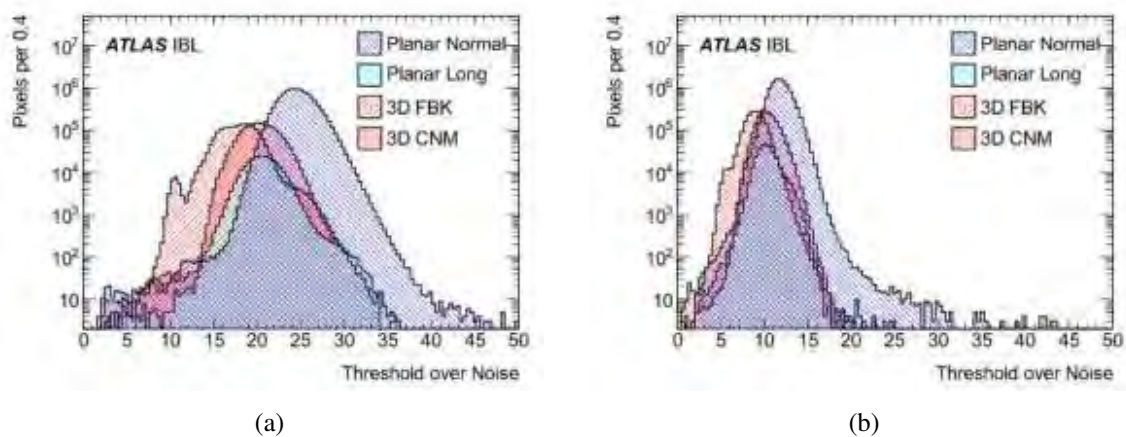 Pixels per 0.4
ATLAS IBL
Planar Normal
Planar Long
3D FBK
3D CNM
10⁷
10⁶
10⁵
10⁴
10³
10²
10
0 5 10 15 20 25 30 35 40 45 50
Threshold over Noise
(a)
Pixels per 0.4
ATLAS IBL
Planar Normal
Planar Long
3D FBK
3D CNM
10⁷
10⁶
10⁵
10⁴
10³
10²
10
0 5 10 15 20 25 30 35 40 45 50
Threshold over Noise
(b)